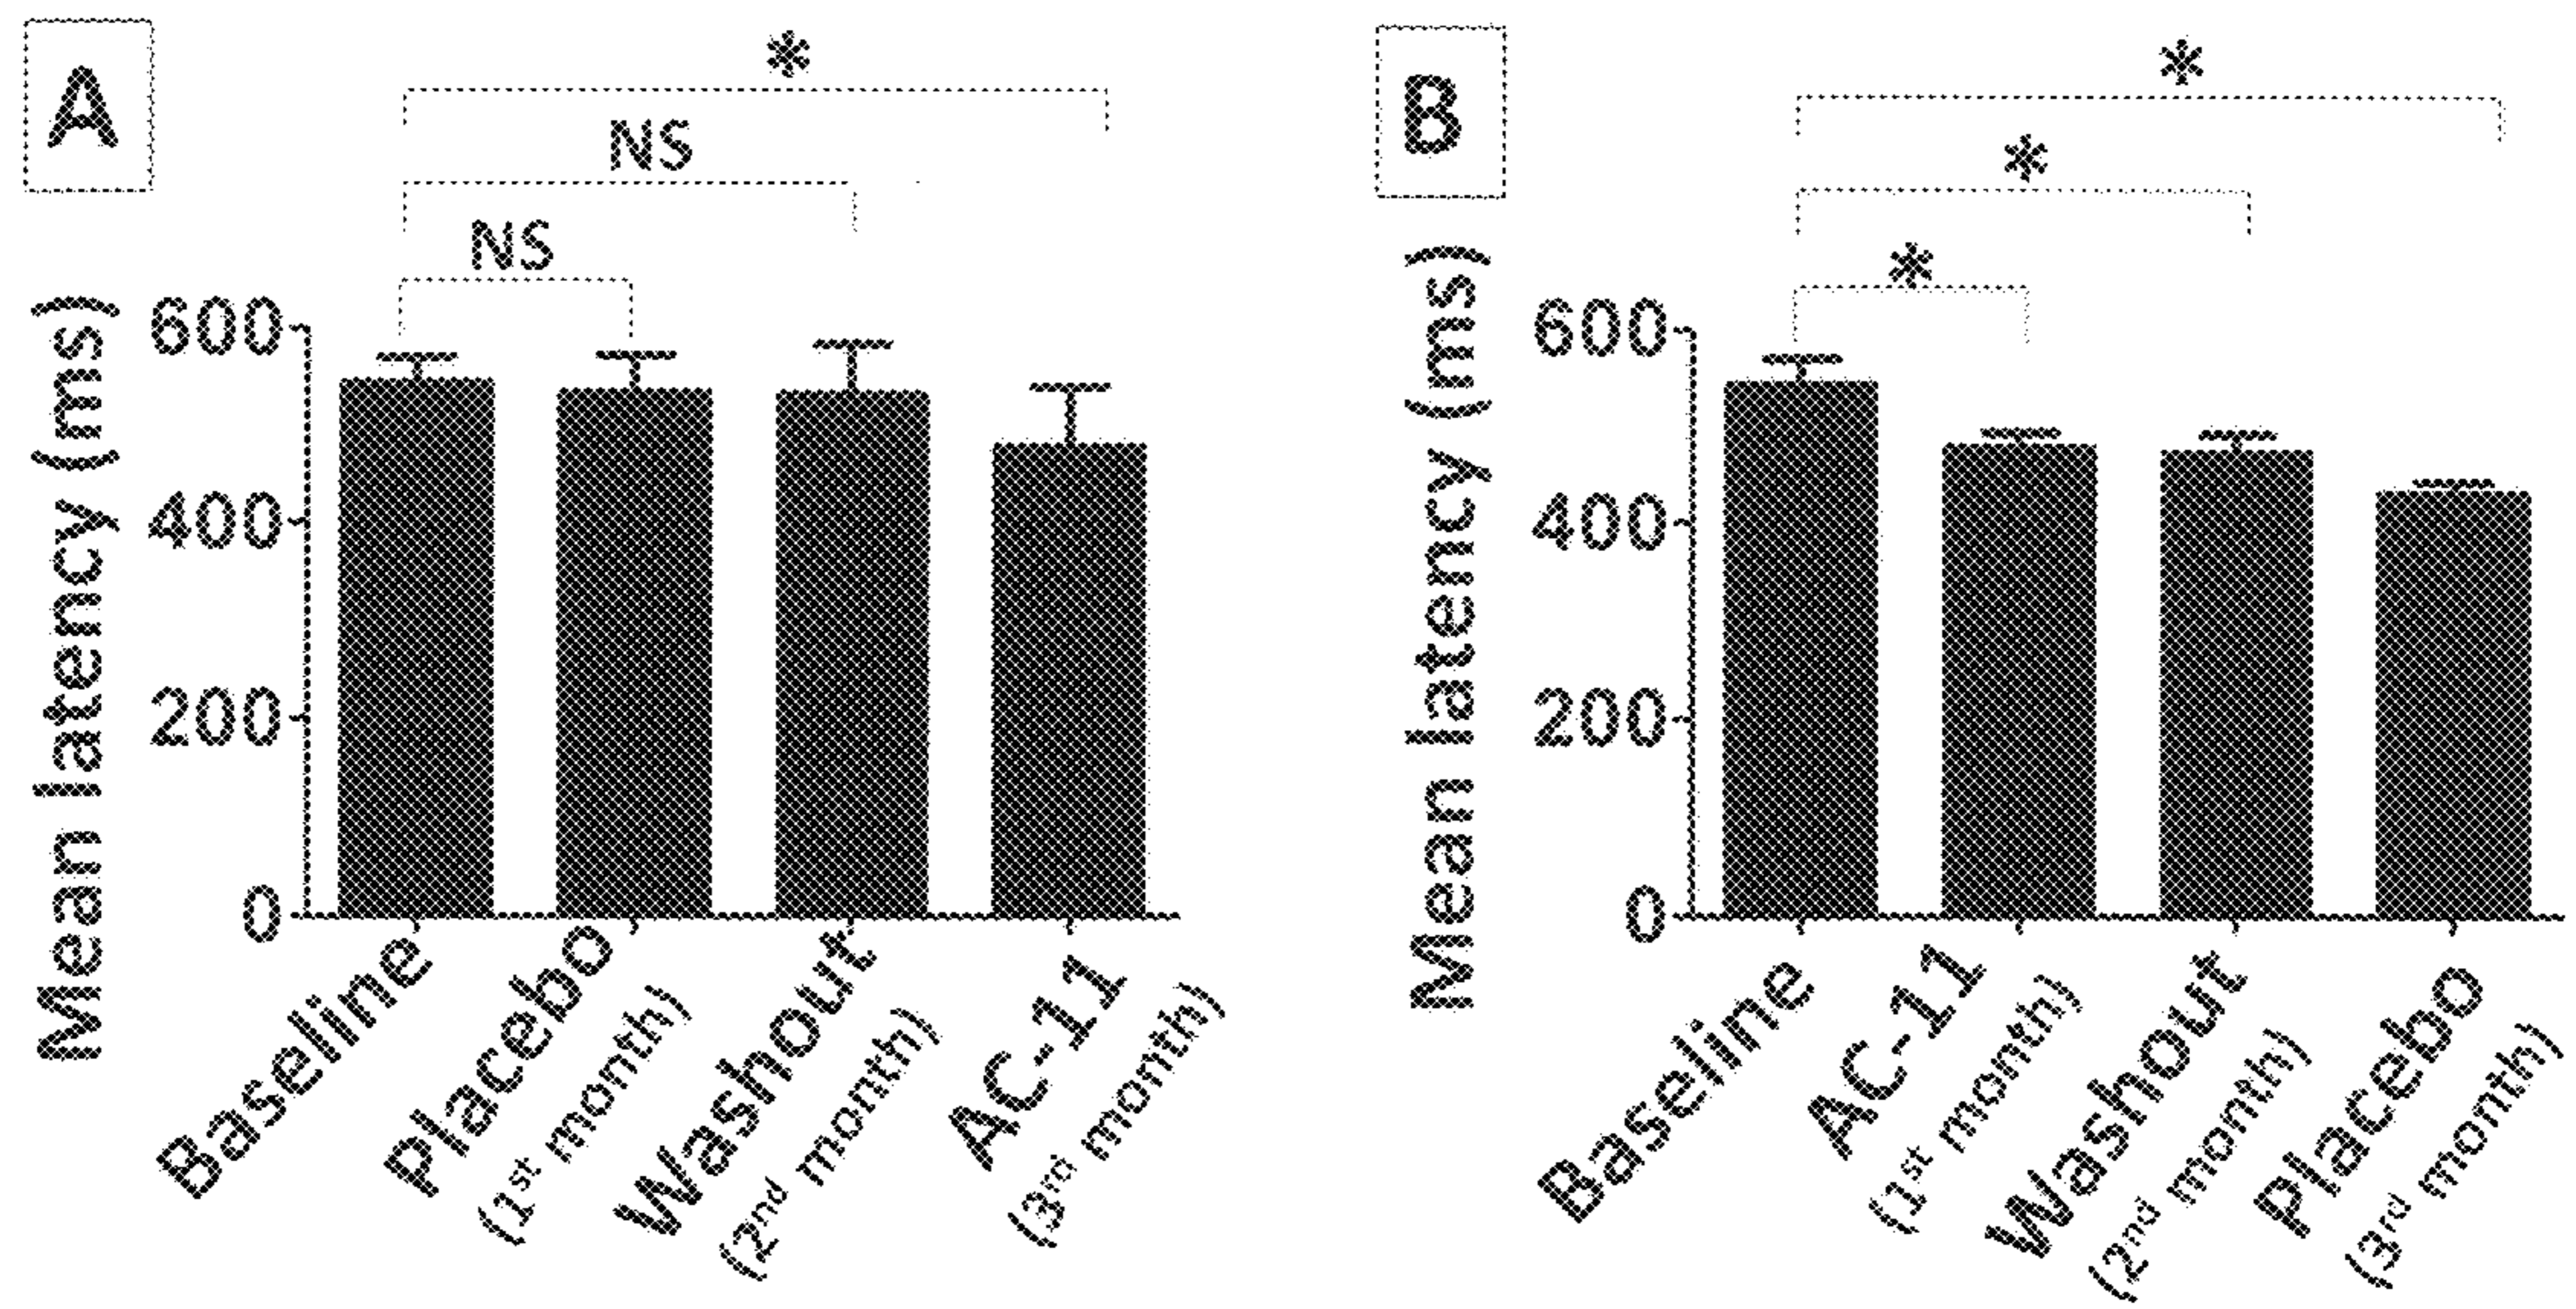 A
*
NS
NS
Mean latency (ms)
600
400
200
0
Baseline
Placebo
(1st month)
Washout
(2nd month)
AC-11
(3rd month)
B
*
*
*
Mean latency (ms)
600
400
200
0
Baseline
AC-11
(1st month)
Washout
(2nd month)
Placebo
(3rd month)